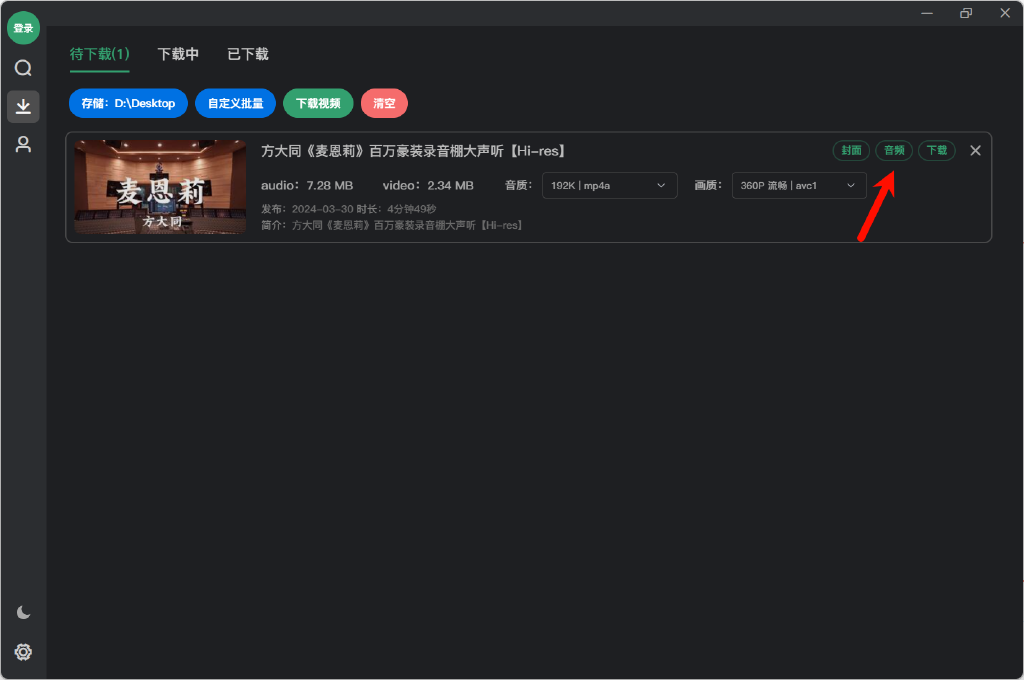 登录
待下载(1) 下载中 已下载
存储：D:\Desktop 自定义批量 下载视频 清空
麦恩莉
方大同
方大同《麦恩莉》百万豪装录音棚大声听【Hi-res】 封面 音频 下载
audio：7.28 MB video：2.34 MB 音质： 192K | mp4a 画质： 360P 流畅 | avc1
发布：2024-03-30 时长：4分钟49秒
简介：方大同《麦恩莉》百万豪装录音棚大声听【Hi-res】